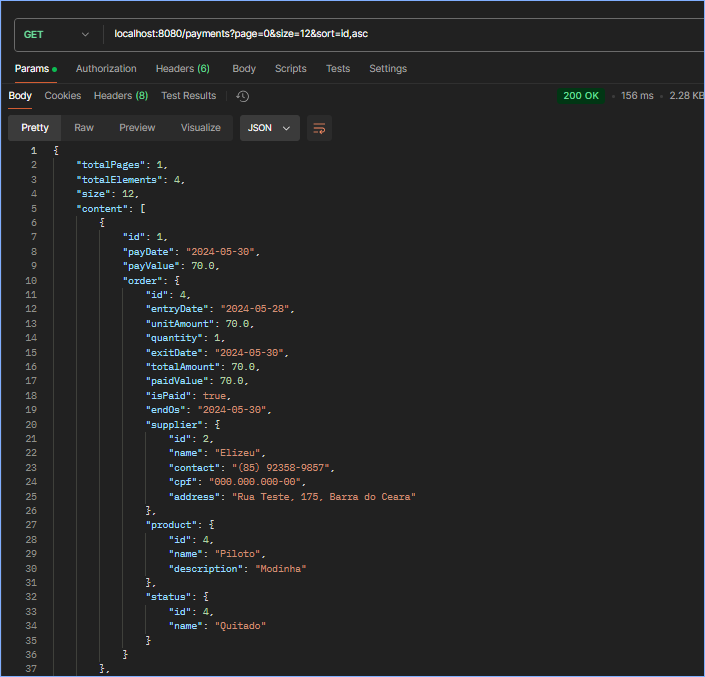 GET localhost:8080/payments?page=0&size=12&sort=id,asc
Params Authorization Headers (6) Body Scripts Tests Settings
Body Cookies Headers (8) Test Results 200 OK 156 ms 2.28 KB
Pretty Raw Preview Visualize JSON
1 {
2 "totalPages": 1,
3 "totalElements": 4,
4 "size": 12,
5 "content": [
6 {
7 "id": 1,
8 "payDate": "2024-05-30",
9 "payValue": 70.0,
10 "order": {
11 "id": 4,
12 "entryDate": "2024-05-28",
13 "unitAmount": 70.0,
14 "quantity": 1,
15 "exitDate": "2024-05-30",
16 "totalAmount": 70.0,
17 "paidValue": 70.0,
18 "isPaid": true,
19 "endOs": "2024-05-30",
20 "supplier": {
21 "id": 2,
22 "name": "Elizeu",
23 "contact": "(85) 92358-9857",
24 "cpf": "000.000.000-00",
25 "address": "Rua Teste, 175, Barra do Ceara"
26 },
27 "product": {
28 "id": 4,
29 "name": "Piloto",
30 "description": "Modinha"
31 },
32 "status": {
33 "id": 4,
34 "name": "Quitado"
35 }
36 }
37 },